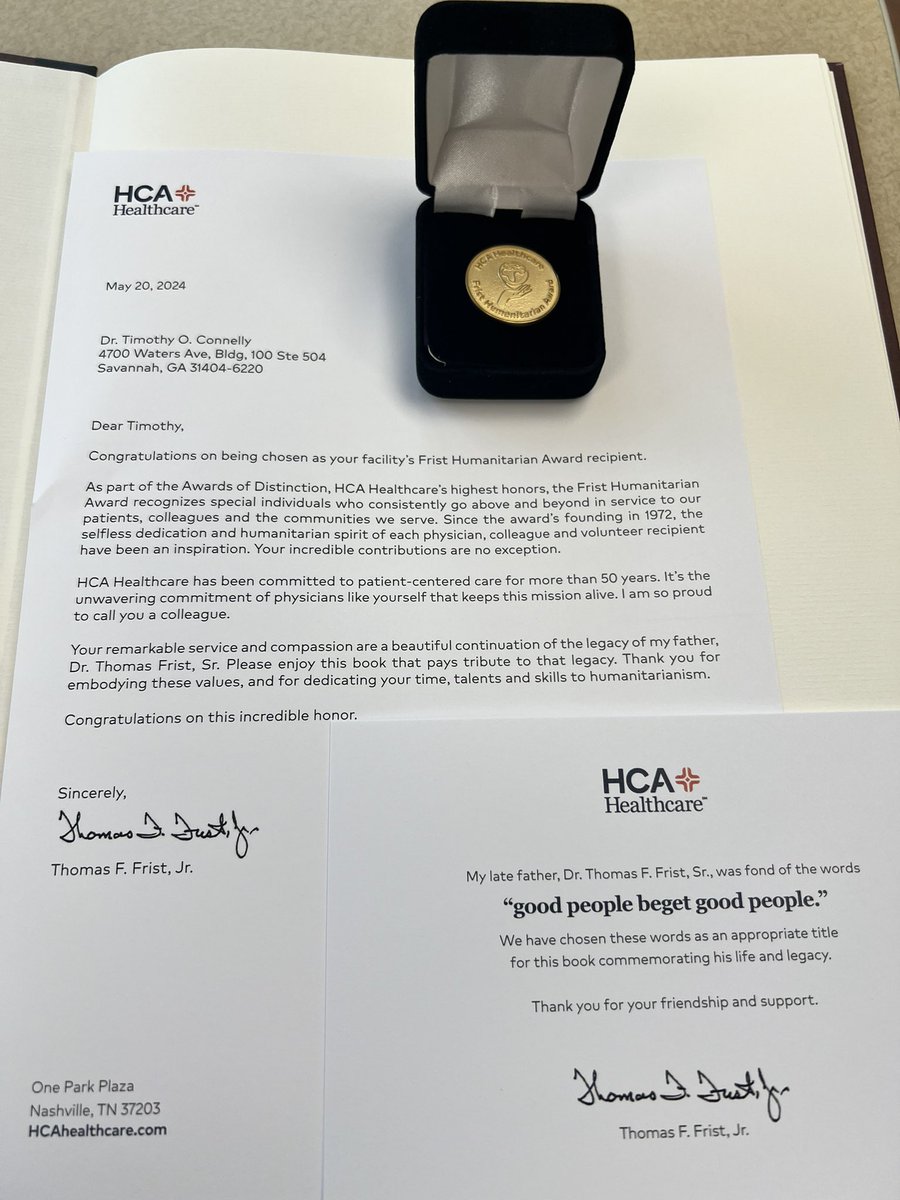 HCA Healthcare
Frist Humanitarian Award
HCA
Healthcare™
May 20, 2024
Dr. Timothy O. Connelly
4700 Waters Ave, Bldg, 100 Ste 504
Savannah, GA 31404-6220
Dear Timothy,
Congratulations on being chosen as your facility's Frist Humanitarian Award recipient.
As part of the Awards of Distinction, HCA Healthcare's highest honors, the Frist Humanitarian
Award recognizes special individuals who consistently go above and beyond in service to our
patients, colleagues and the communities we serve. Since the award's founding in 1972, the
selfless dedication and humanitarian spirit of each physician, colleague and volunteer recipient
have been an inspiration. Your incredible contributions are no exception.
HCA Healthcare has been committed to patient-centered care for more than 50 years. It's the
unwavering commitment of physicians like yourself that keeps this mission alive. I am so proud
to call you a colleague.
Your remarkable service and compassion are a beautiful continuation of the legacy of my father,
Dr. Thomas Frist, Sr. Please enjoy this book that pays tribute to that legacy. Thank you for
embodying these values, and for dedicating your time, talents and skills to humanitarianism.
Congratulations on this incredible honor.
Sincerely,
Thomas F. Frist, Jr.
Thomas F. Frist, Jr.
One Park Plaza
Nashville, TN 37203
HCAhealthcare.com
HCA
Healthcare™
My late father, Dr. Thomas F. Frist, Sr., was fond of the words
“good people beget good people.”
We have chosen these words as an appropriate title
for this book commemorating his life and legacy.
Thank you for your friendship and support.
Thomas F. Frist, Jr.
Thomas F. Frist, Jr.